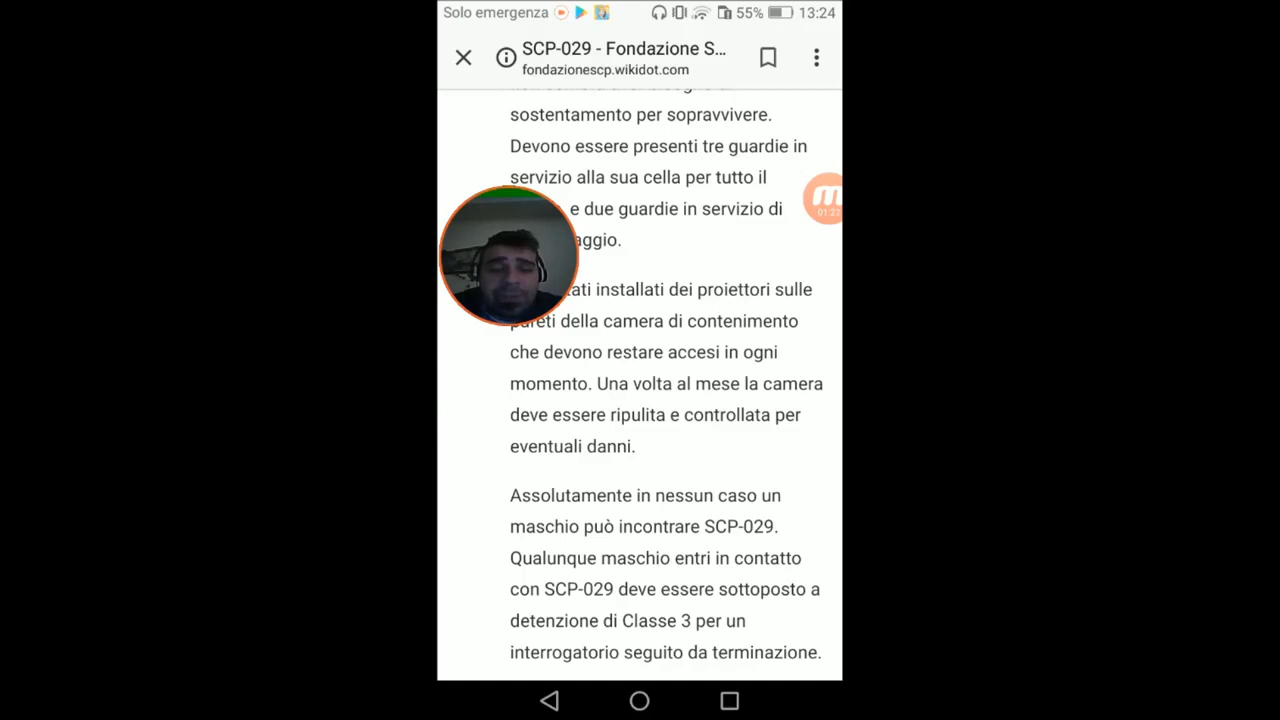 Solo emergenza
55%
13:24
SCP-029 - Fondazione S...
fondazionescp.wikidot.com
sostentamento per sopravvivere.
Devono essere presenti tre guardie in
servizio alla sua cella per tutto il
e due guardie in servizio di
aggio.
01:23
tati installati dei proiettori sulle
pareti della camera di contenimento
che devono restare accesi in ogni
momento. Una volta al mese la camera
deve essere ripulita e controllata per
eventuali danni.
Assolutamente in nessun caso un
maschio può incontrare SCP-029.
Qualunque maschio entri in contatto
con SCP-029 deve essere sottoposto a
detenzione di Classe 3 per un
interrogatorio seguito da terminazione.